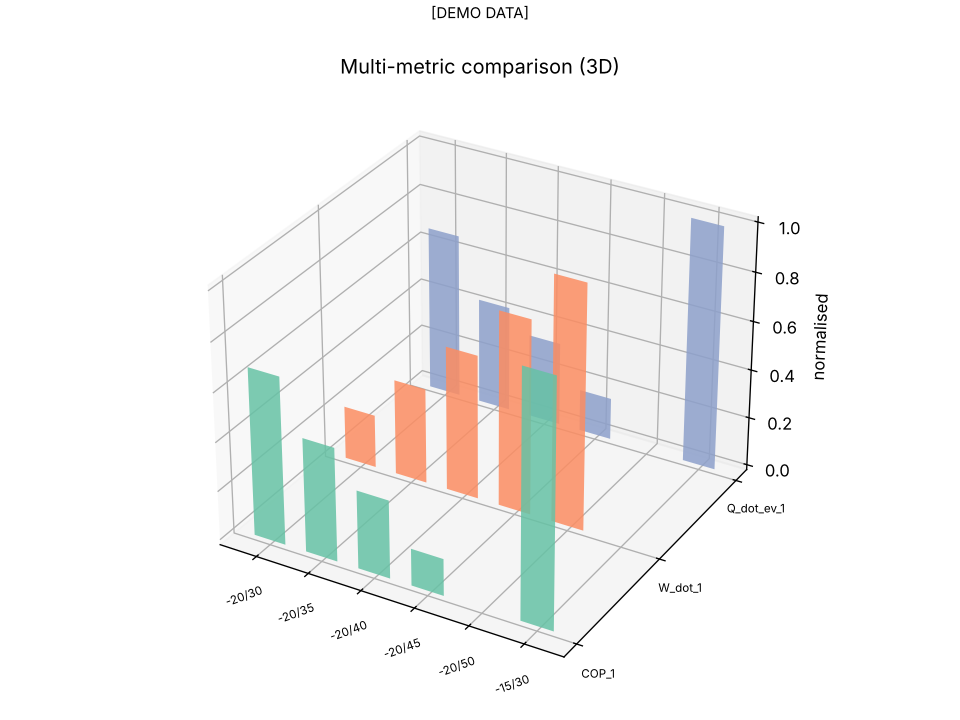 [DEMO DATA]
Multi-metric comparison (3D)
1.0
0.8
0.6
0.4
0.2
0.0
normalised
Q_dot_ev_1
W_dot_1
COP_1
-20/30
-20/35
-20/40
-20/45
-20/50
-15/30